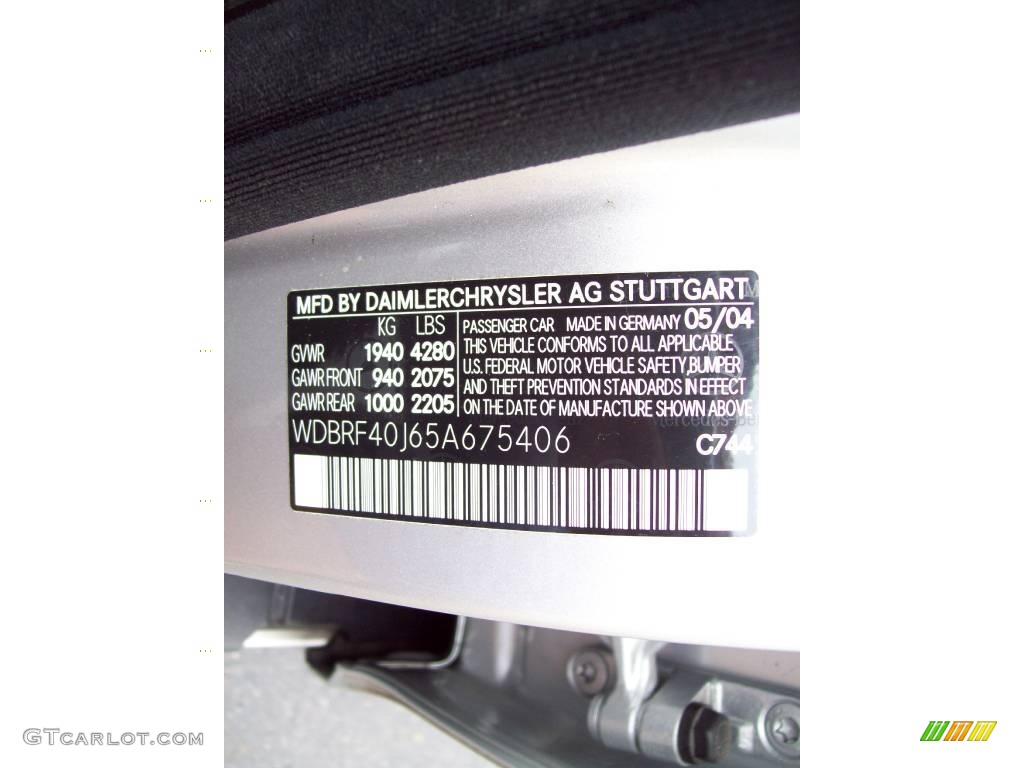 MFD BY DAIMLERCHRYSLER AG STUTTGART
KG LBS
GVWR 1940 4280
GAWR FRONT 940 2075
GAWR REAR 1000 2205
PASSENGER CAR MADE IN GERMANY 05/04
THIS VEHICLE CONFORMS TO ALL APPLICABLE
U.S. FEDERAL MOTOR VEHICLE SAFETY, BUMPER
AND THEFT PREVENTION STANDARDS IN EFFECT
ON THE DATE OF MANUFACTURE SHOWN ABOVE
WDBRF40J65A675406 C744
GTCARLOT.COM